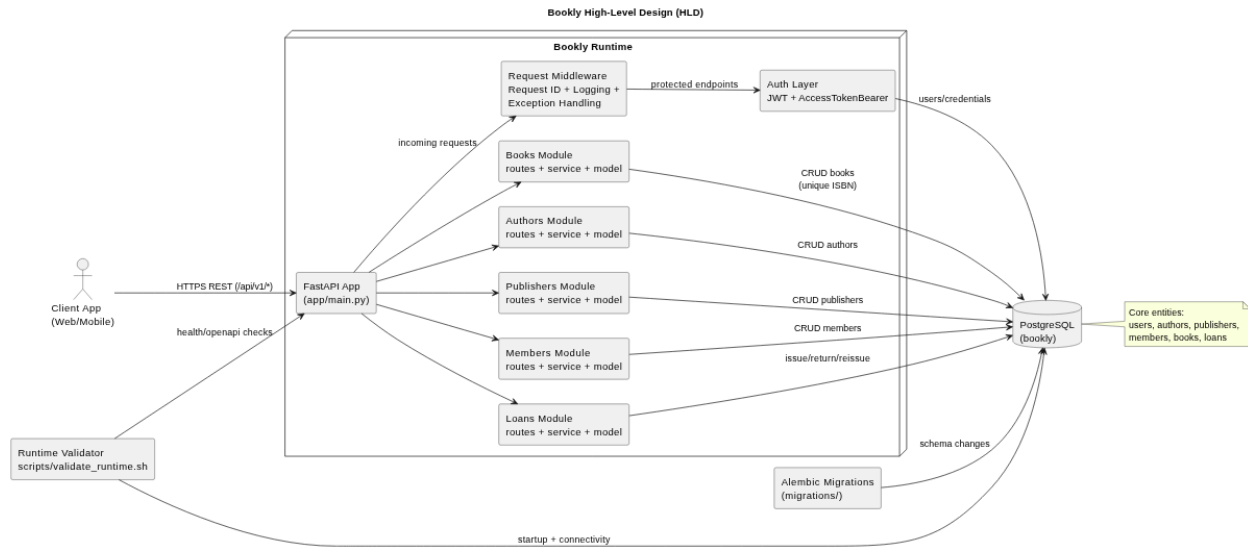 Bookly High-Level Design (HLD)
Bookly Runtime
Request Middleware
Request ID + Logging +
Exception Handling
protected endpoints
Auth Layer
JWT + AccessTokenBearer
users/credentials
incoming requests
Books Module
routes + service + model
CRUD books
(unique ISBN)
Authors Module
routes + service + model
CRUD authors
Client App
(Web/Mobile)
HTTPS REST (/api/v1/*)
FastAPI App
(app/main.py)
Publishers Module
routes + service + model
CRUD publishers
health/openapi checks
Members Module
routes + service + model
CRUD members
PostgreSQL
(bookly)
Core entities:
users, authors, publishers,
members, books, loans
issue/return/reissue
Loans Module
routes + service + model
Runtime Validator
scripts/validate_runtime.sh
schema changes
Alembic Migrations
(migrations/)
startup + connectivity